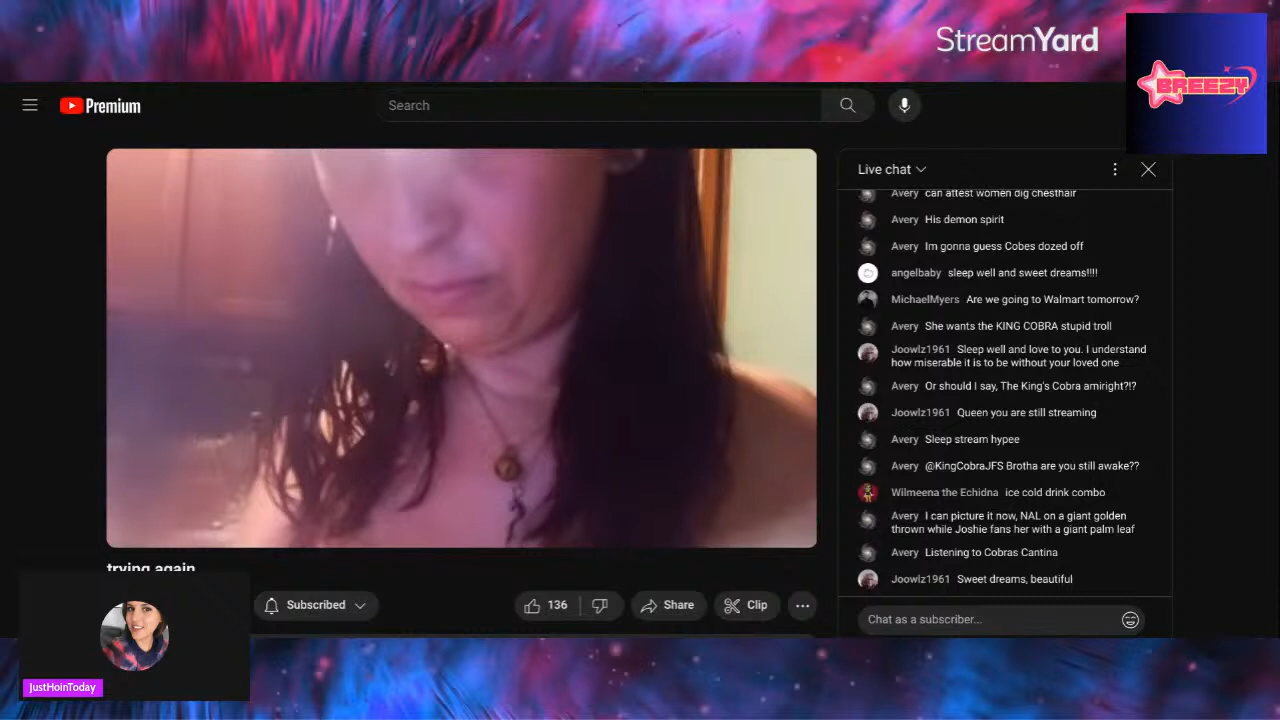 StreamYard
BREEZY
Premium
Search
Live chat
Avery can attest women dig chesthair
Avery His demon spirit
Avery Im gonna guess Cobes dozed off
angelbaby sleep well and sweet dreams!!!!
MichaelMyers Are we going to Walmart tomorrow?
Avery She wants the KING COBRA stupid troll
Joowlz1961 Sleep well and love to you. I understand
how miserable it is to be without your loved one
Avery Or should I say, The King's Cobra amiright?!?
Joowlz1961 Queen you are still streaming
Avery Sleep stream hypee
Avery @KingCobraJFS Brotha are you still awake??
Wilmeena the Echidna ice cold drink combo
Avery I can picture it now, NAL on a giant golden
thrown while Joshie fans her with a giant palm leaf
Avery Listening to Cobras Cantina
Joowlz1961 Sweet dreams, beautiful
trying again
Subscribed
136
Share
Clip
Chat as a subscriber...
JustHoinToday